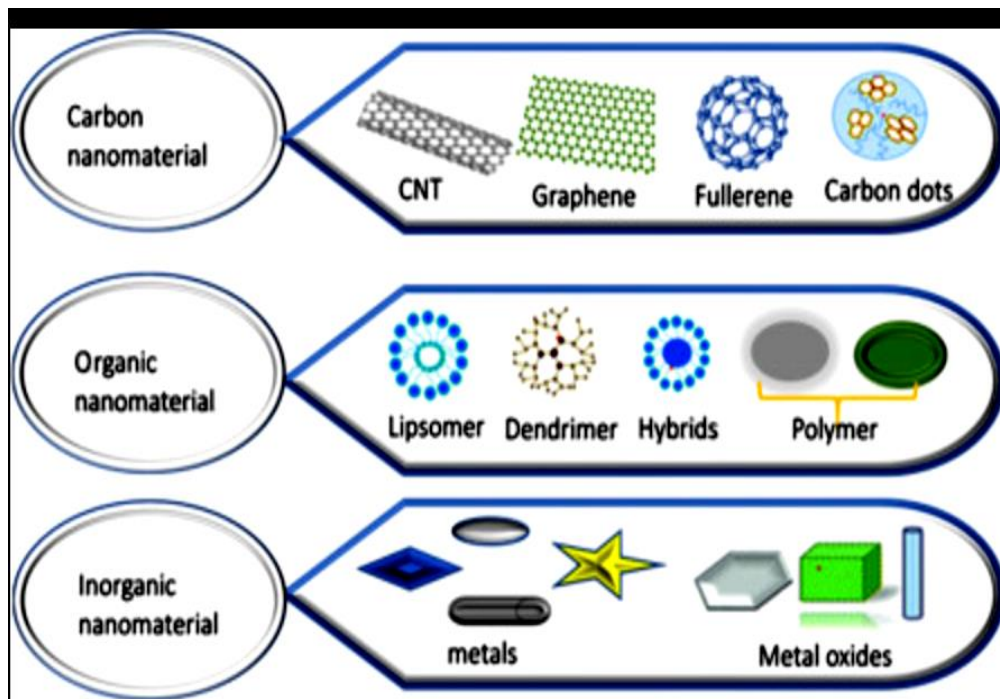 Carbon
nanomaterial
CNT
Graphene
Fullerene
Carbon dots
Organic
nanomaterial
Lipsomer
Dendrimer
Hybrids
Polymer
Inorganic
nanomaterial
metals
Metal oxides